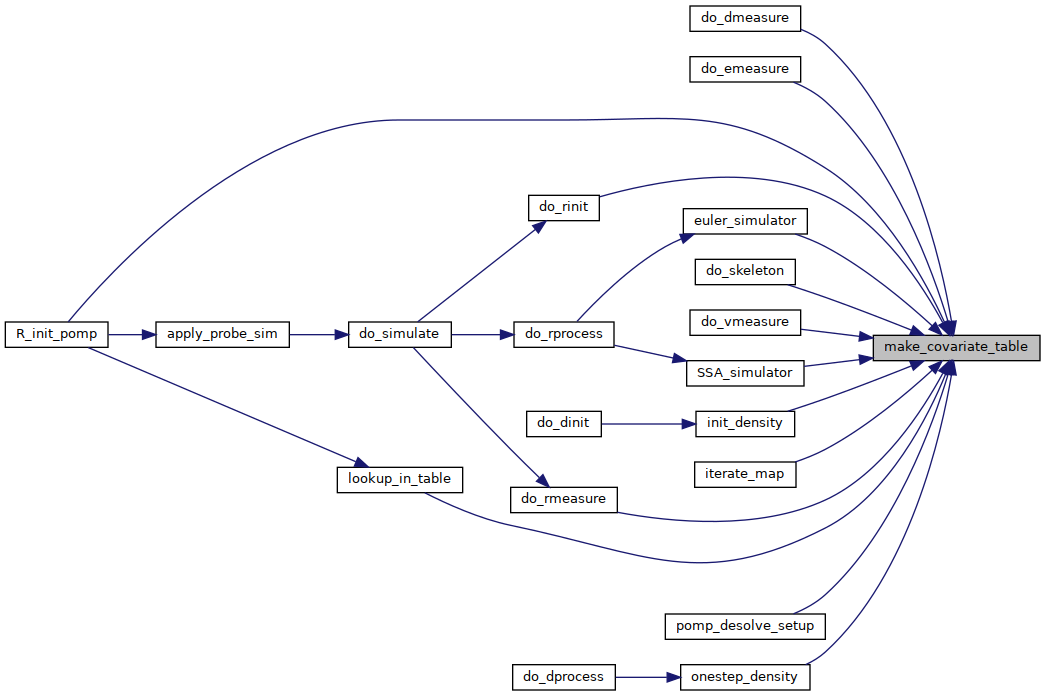 do_dmeasure
do_emeasure
do_rinit
euler_simulator
do_skeleton
do_vmeasure
R_init_pomp
apply_probe_sim
do_simulate
do_rprocess
make_covariate_table
SSA_simulator
do_dinit
init_density
iterate_map
lookup_in_table
do_rmeasure
pomp_desolve_setup
do_dprocess
onestep_density